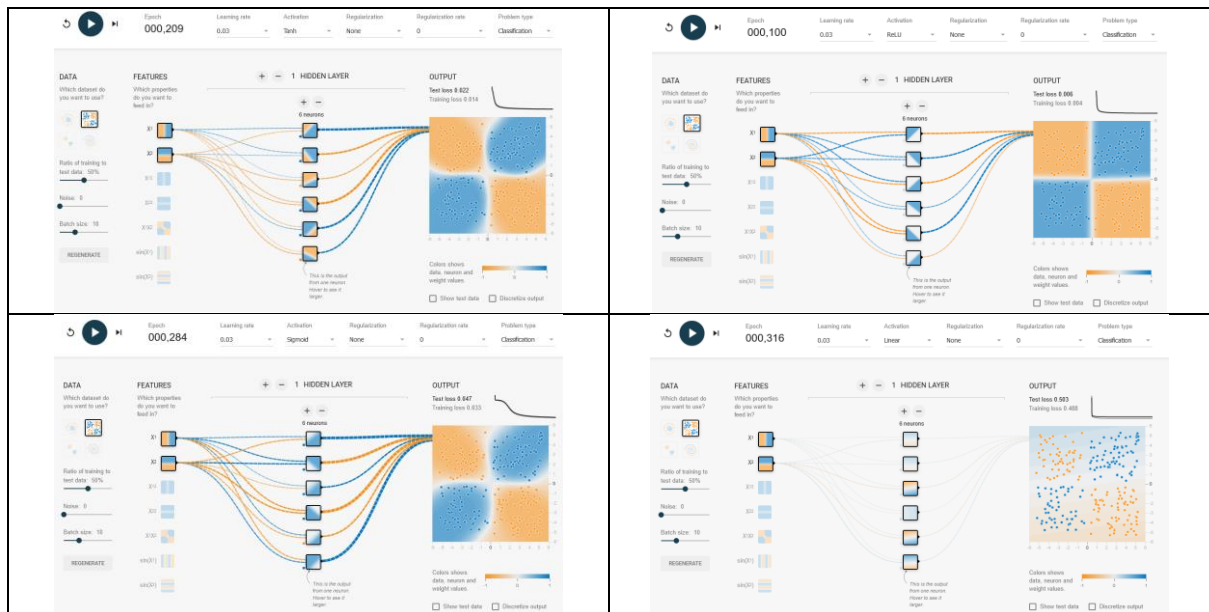 Epoch Learning rate Activation Regularization Regularization rate Problem type
000,209 0.03 Tanh None 0 Classification
DATA FEATURES + − 1 HIDDEN LAYER OUTPUT
Which dataset do you want to use?
Which properties do you want to feed in?
Test loss 0.022
Training loss 0.014
+ −
6 neurons
Ratio of training to test data: 50%
Noise: 0
Batch size: 10
REGENERATE
This is the output from one neuron. Hover to see it larger.
Colors shows data, neuron and weight values.
Show test data Discretize output
Epoch Learning rate Activation Regularization Regularization rate Problem type
000,100 0.03 ReLU None 0 Classification
DATA FEATURES + − 1 HIDDEN LAYER OUTPUT
Which dataset do you want to use?
Which properties do you want to feed in?
Test loss 0.006
Training loss 0.004
+ −
6 neurons
Ratio of training to test data: 50%
Noise: 0
Batch size: 10
REGENERATE
This is the output from one neuron. Hover to see it larger.
Colors shows data, neuron and weight values.
Show test data Discretize output
Epoch Learning rate Activation Regularization Regularization rate Problem type
000,284 0.03 Sigmoid None 0 Classification
DATA FEATURES + − 1 HIDDEN LAYER OUTPUT
Which dataset do you want to use?
Which properties do you want to feed in?
Test loss 0.047
Training loss 0.033
+ −
6 neurons
Ratio of training to test data: 50%
Noise: 0
Batch size: 10
REGENERATE
This is the output from one neuron. Hover to see it larger.
Colors shows data, neuron and weight values.
Show test data Discretize output
Epoch Learning rate Activation Regularization Regularization rate Problem type
000,316 0.03 Linear None 0 Classification
DATA FEATURES + − 1 HIDDEN LAYER OUTPUT
Which dataset do you want to use?
Which properties do you want to feed in?
Test loss 0.503
Training loss 0.488
+ −
6 neurons
Ratio of training to test data: 50%
Noise: 0
Batch size: 10
REGENERATE
This is the output from one neuron. Hover to see it larger.
Colors shows data, neuron and weight values.
Show test data Discretize output